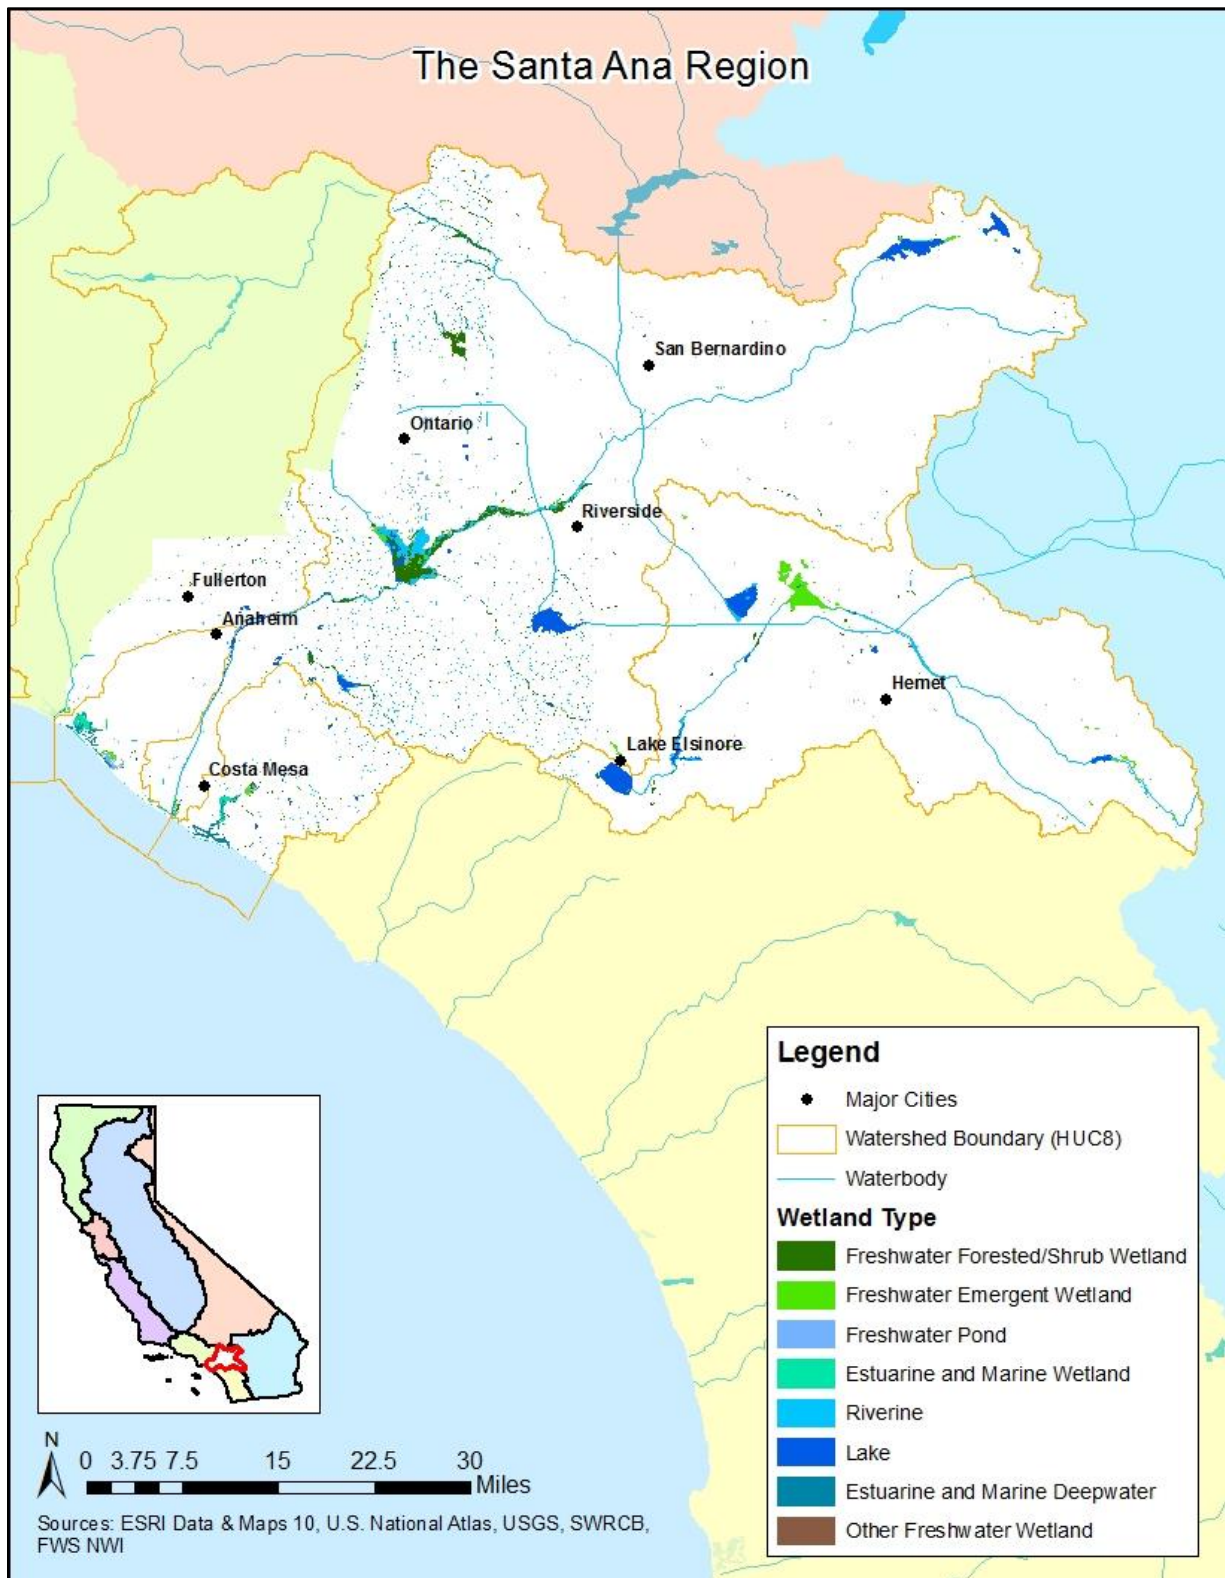 The Santa Ana Region
San Bernardino
Ontario
Riverside
Fullerton
Anaheim
Hemet
Lake Elsinore
Costa Mesa
Legend
Major Cities
Watershed Boundary (HUC8)
Waterbody
Wetland Type
Freshwater Forested/Shrub Wetland
Freshwater Emergent Wetland
Freshwater Pond
Estuarine and Marine Wetland
Riverine
Lake
Estuarine and Marine Deepwater
Other Freshwater Wetland
N
0 3.75 7.5 15 22.5 30
Miles
Sources: ESRI Data & Maps 10, U.S. National Atlas, USGS, SWRCB,
FWS NWI